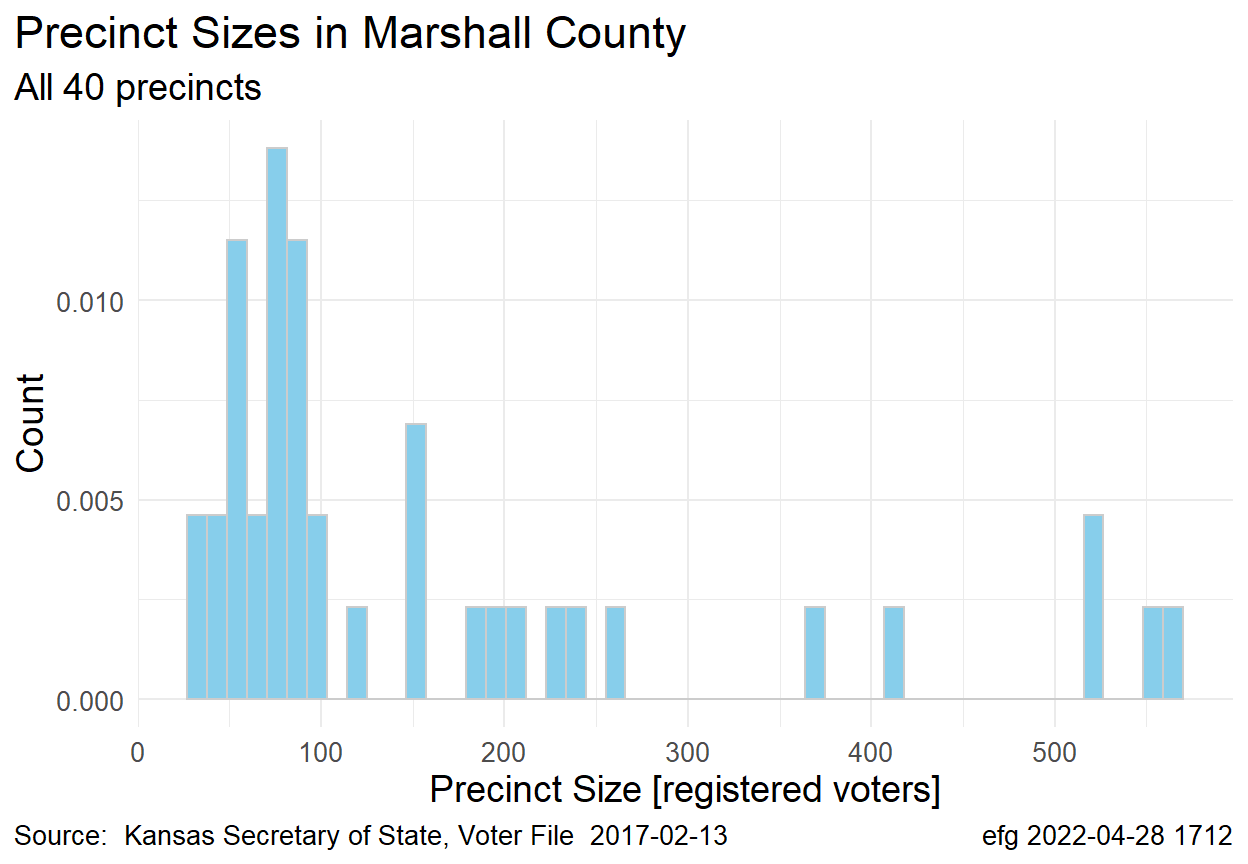 Precinct Sizes in Marshall County
All 40 precincts
Count
0.010
0.005
0.000
0 100 200 300 400 500
Precinct Size [registered voters]
Source:  Kansas Secretary of State, Voter File  2017-02-13
efg 2022-04-28 1712